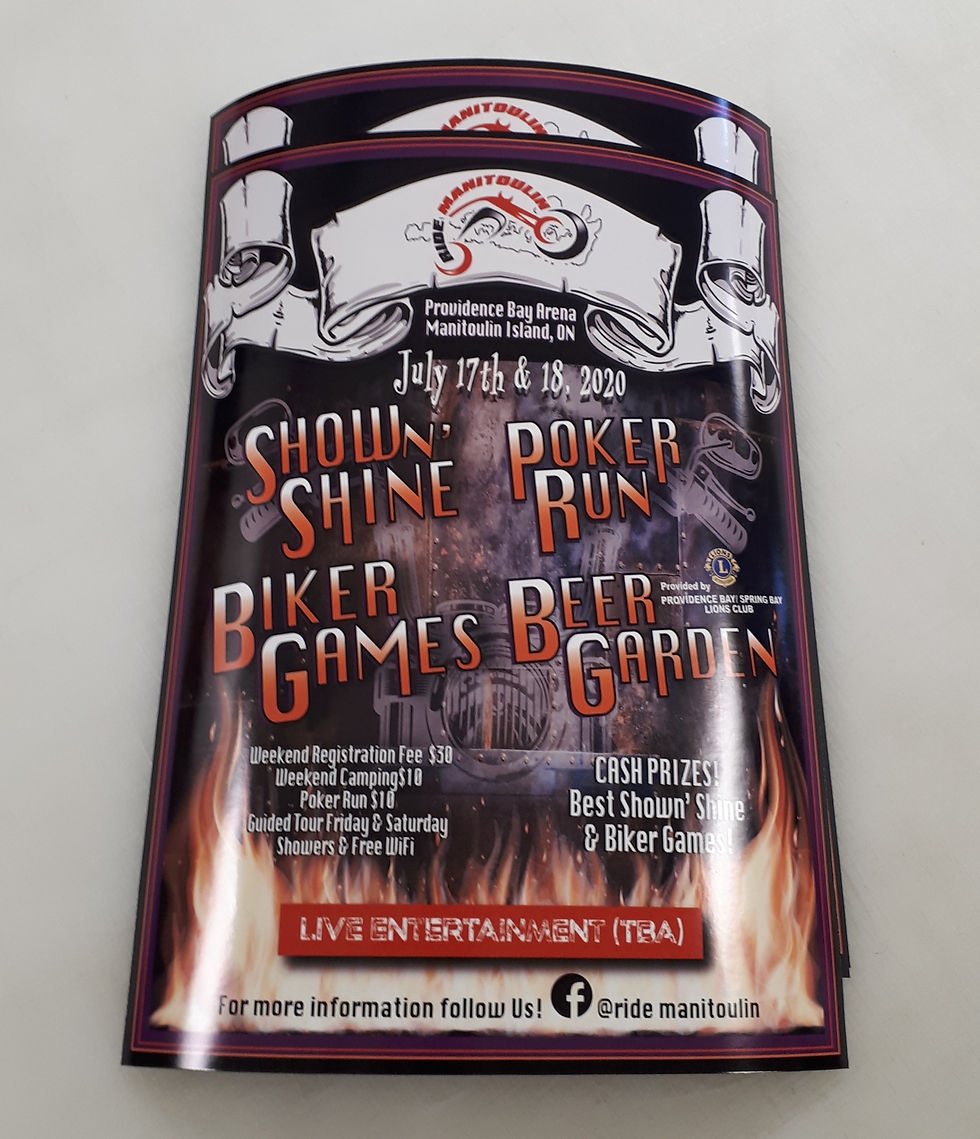 MANITOULIN
RIDE MANITOULIN
Providence Bay Arena
Manitoulin Island, ON
July 17th & 18, 2020
SHOWN'
SHINE
POKER
RUN
BIKER
GAMES
BEER
GARDEN
LIONS
L
Provided by
PROVIDENCE BAY/ SPRING BAY
LIONS CLUB
Weekend Registration Fee $30
Weekend Camping$10
Poker Run $10
Guided Tour Friday & Saturday
Showers & Free WiFi
CASH PRIZES!
Best Shown' Shine
& Biker Games!
LIVE ENTERTAINMENT (TBA)
For more information follow Us! f @ride manitoulin